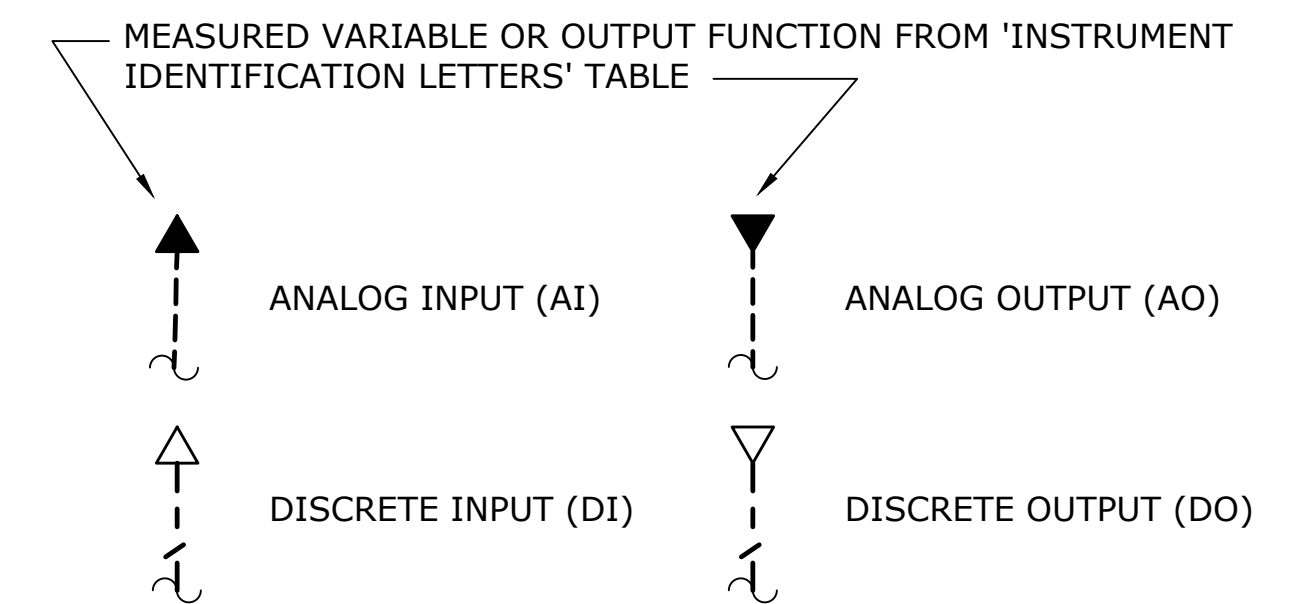 MEASURED VARIABLE OR OUTPUT FUNCTION FROM 'INSTRUMENT
IDENTIFICATION LETTERS' TABLE
ANALOG INPUT (AI)
ANALOG OUTPUT (AO)
DISCRETE INPUT (DI)
DISCRETE OUTPUT (DO)